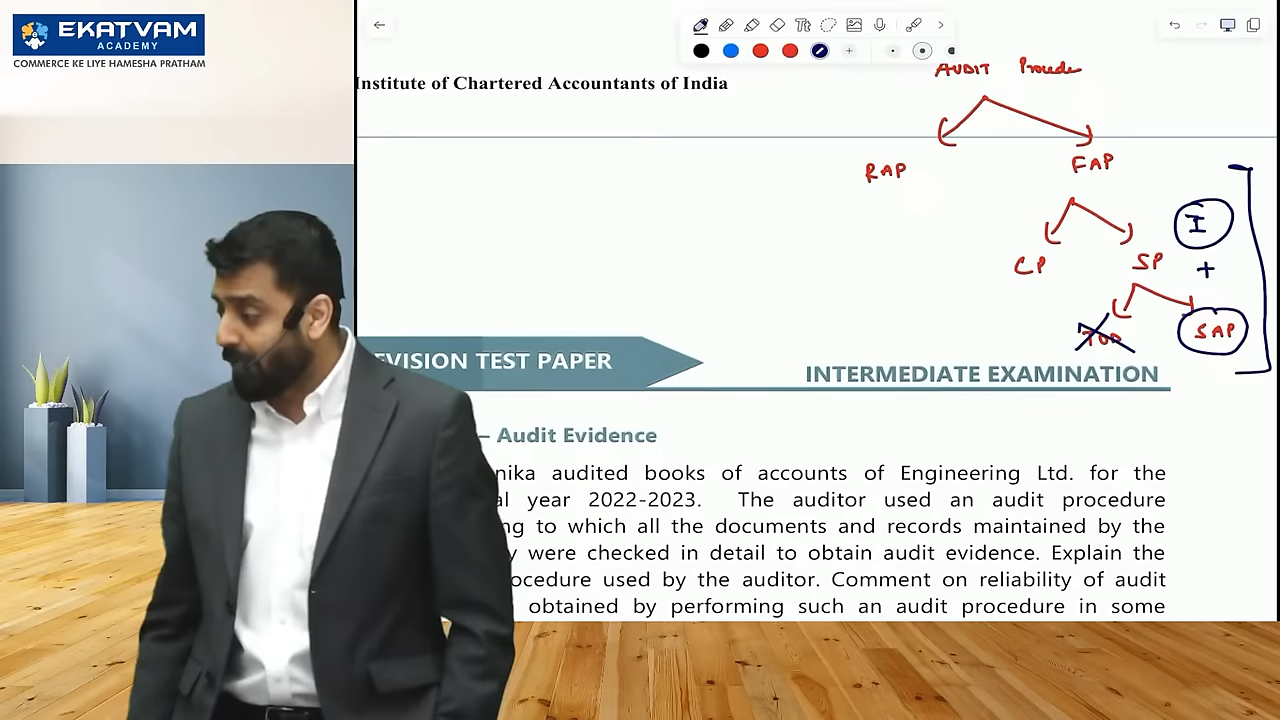 EKATVAM
ACADEMY
COMMERCE KE LIYE HAMESHA PRATHAM
Institute of Chartered Accountants of India
AUDIT Procede
RAP
FAP
I
+
CP
SP
TOD
SAP
EVISION TEST PAPER
INTERMEDIATE EXAMINATION
– Audit Evidence
nika audited books of accounts of Engineering Ltd. for the
al year 2022-2023. The auditor used an audit procedure
ng to which all the documents and records maintained by the
y were checked in detail to obtain audit evidence. Explain the
ocedure used by the auditor. Comment on reliability of audit
obtained by performing such an audit procedure in some